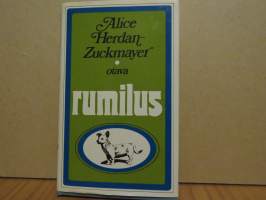 Alice
Herdan-
Zuckmayer
otava
rumilus